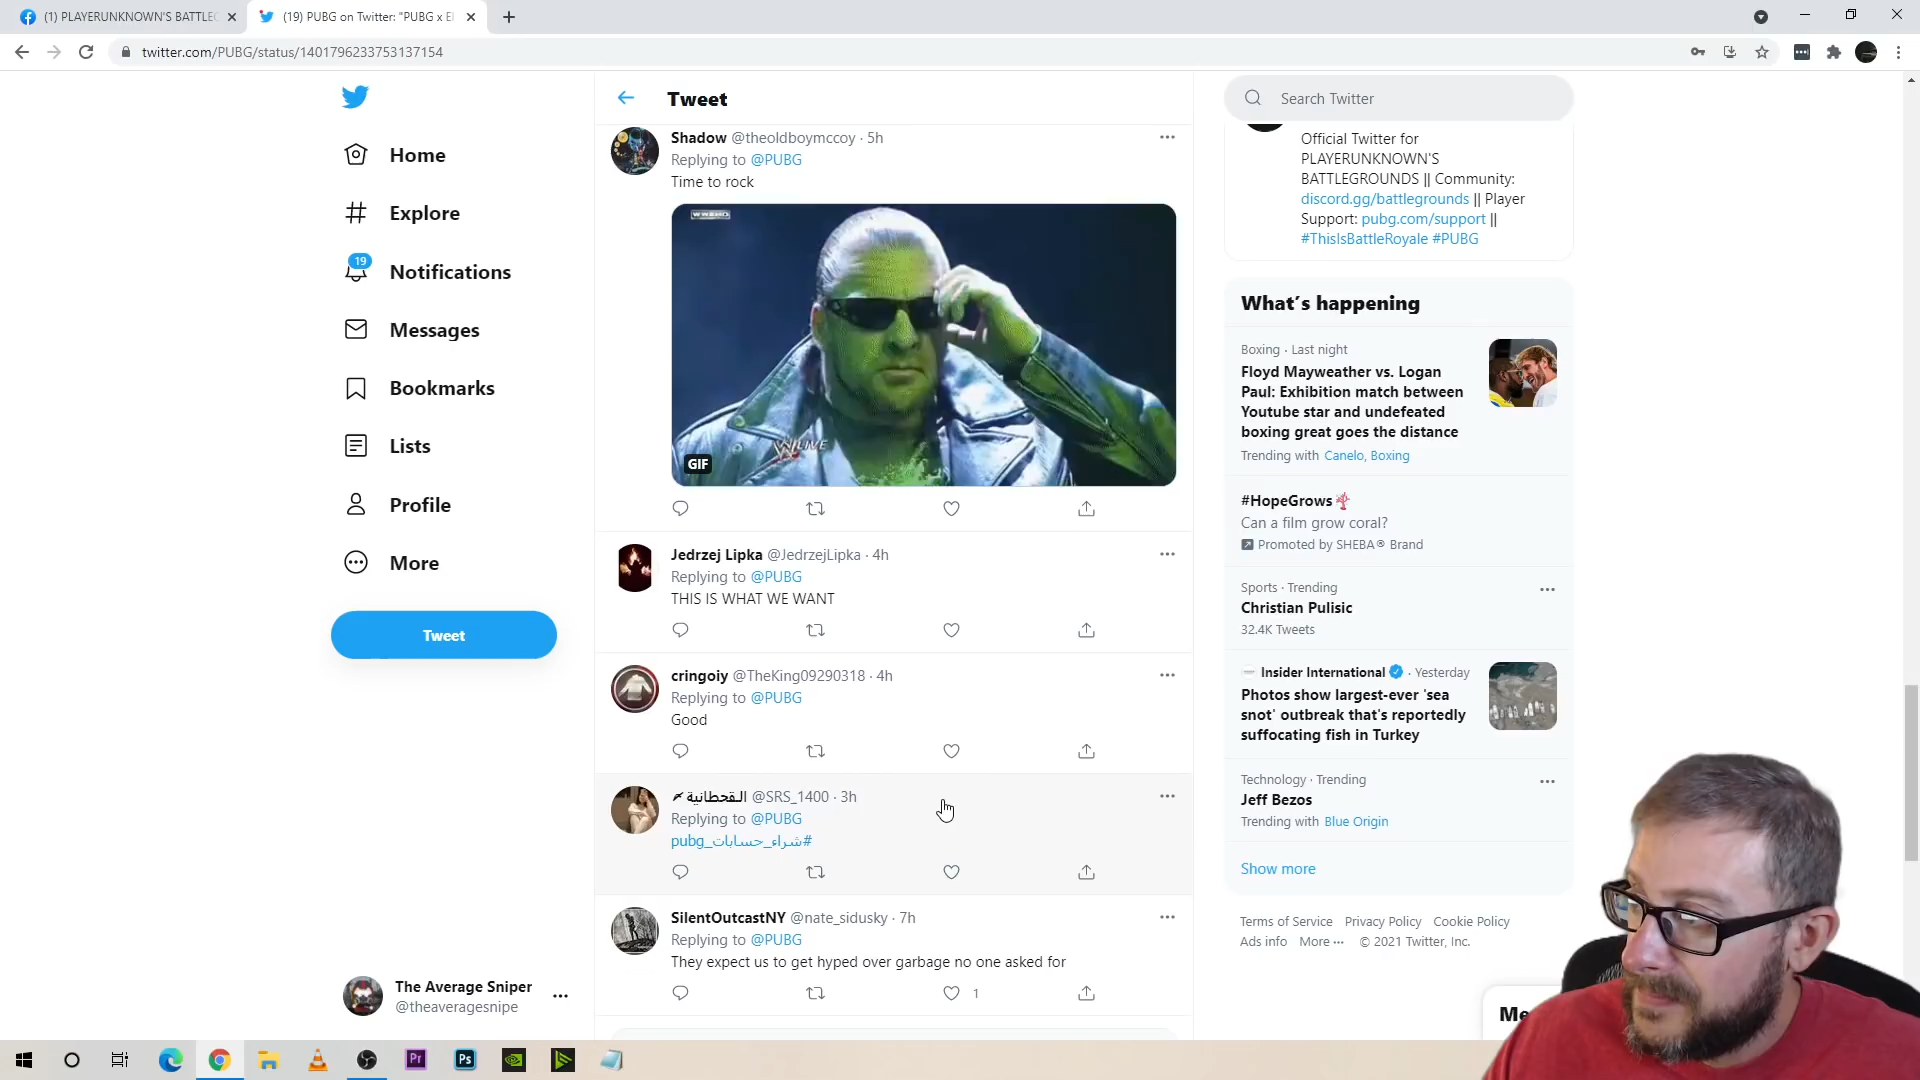 (1) PLAYERUNKNOWN'S BATTLEG
(19) PUBG on Twitter: "PUBG x El
twitter.com/PUBG/status/1401796233753137154
Home
Explore
19
Notifications
Messages
Bookmarks
Lists
Profile
More
Tweet
The Average Sniper
@theaveragesnipe
Tweet
Shadow @theoldboymccoy · 5h
Replying to @PUBG
Time to rock
LIVE
GIF
Jedrzej Lipka @JedrzejLipka · 4h
Replying to @PUBG
THIS IS WHAT WE WANT
cringoiy @TheKing09290318 · 4h
Replying to @PUBG
Good
القحطانية @SRS_1400 · 3h
Replying to @PUBG
#شراء_حسابات_pubg
SilentOutcastNY @nate_sidusky · 7h
Replying to @PUBG
They expect us to get hyped over garbage no one asked for
1
Search Twitter
Official Twitter for
PLAYERUNKNOWN'S
BATTLEGROUNDS || Community:
discord.gg/battlegrounds || Player
Support: pubg.com/support ||
#ThisIsBattleRoyale #PUBG
What's happening
Boxing · Last night
Floyd Mayweather vs. Logan
Paul: Exhibition match between
Youtube star and undefeated
boxing great goes the distance
Trending with Canelo, Boxing
#HopeGrows
Can a film grow coral?
Promoted by SHEBA® Brand
Sports · Trending
Christian Pulisic
32.4K Tweets
Insider International · Yesterday
Photos show largest-ever 'sea
snot' outbreak that's reportedly
suffocating fish in Turkey
Technology · Trending
Jeff Bezos
Trending with Blue Origin
Show more
Terms of Service Privacy Policy Cookie Policy
Ads info More ··· © 2021 Twitter, Inc.
Me
Pr
Ps